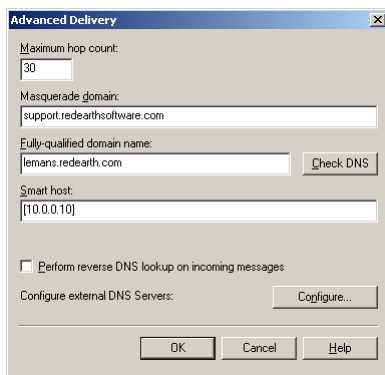 Advanced Delivery
Maximum hop count:
30
Masquerade domain:
support.redearthsoftware.com
Fully-qualified domain name:
lemans.redearth.com
Check DNS
Smart host:
[10.0.0.10]
Perform reverse DNS lookup on incoming messages
Configure external DNS Servers:
Configure...
OK
Cancel
Help